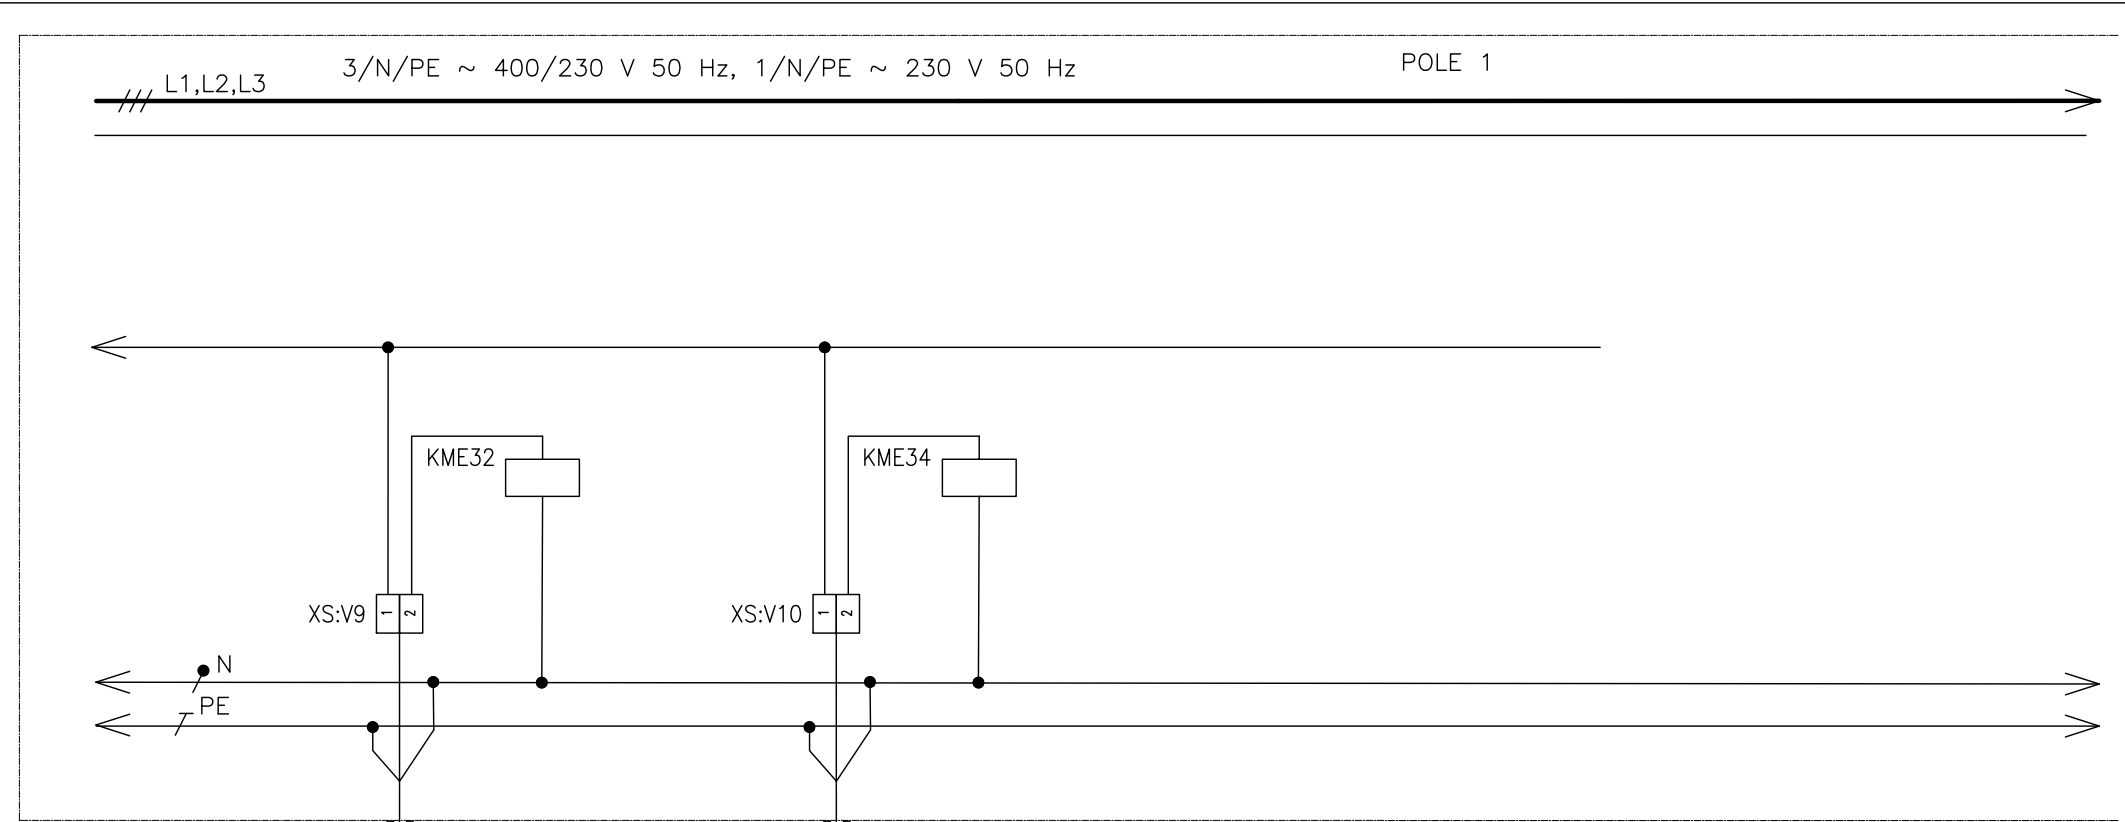 3/N/PE ~ 400/230 V 50 Hz, 1/N/PE ~ 230 V 50 Hz
POLE 1
L1,L2,L3
KME32
KME34
XS:V9
1
2
XS:V10
1
2
N
PE